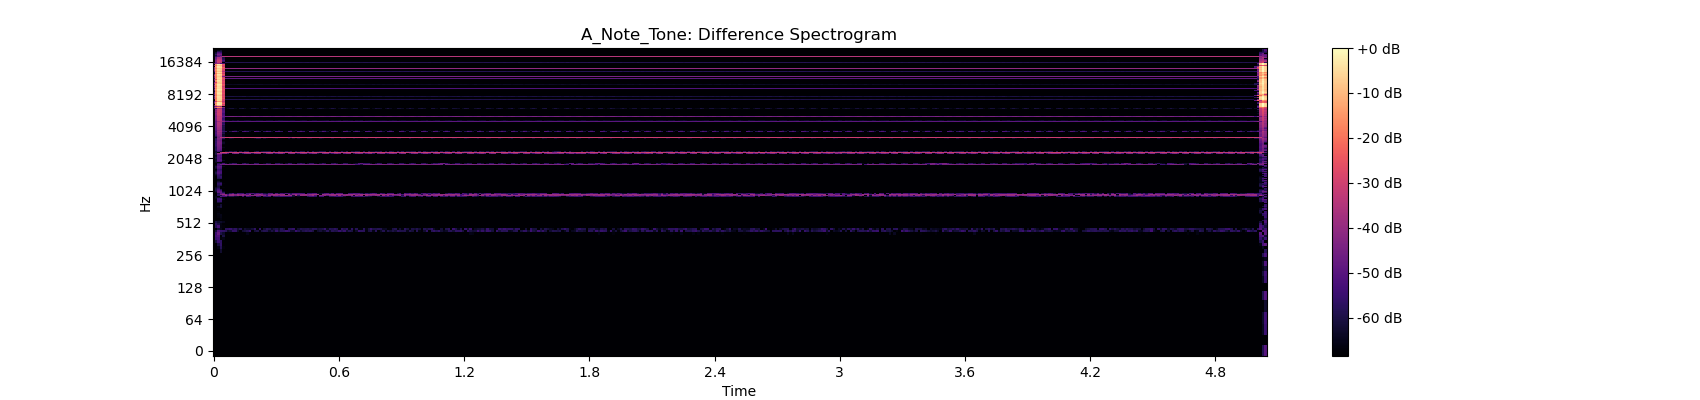 A_Note_Tone: Difference Spectrogram
Hz
16384
8192
4096
2048
1024
512
256
128
64
0
0 0.6 1.2 1.8 2.4 3 3.6 4.2 4.8
Time
+0 dB
-10 dB
-20 dB
-30 dB
-40 dB
-50 dB
-60 dB